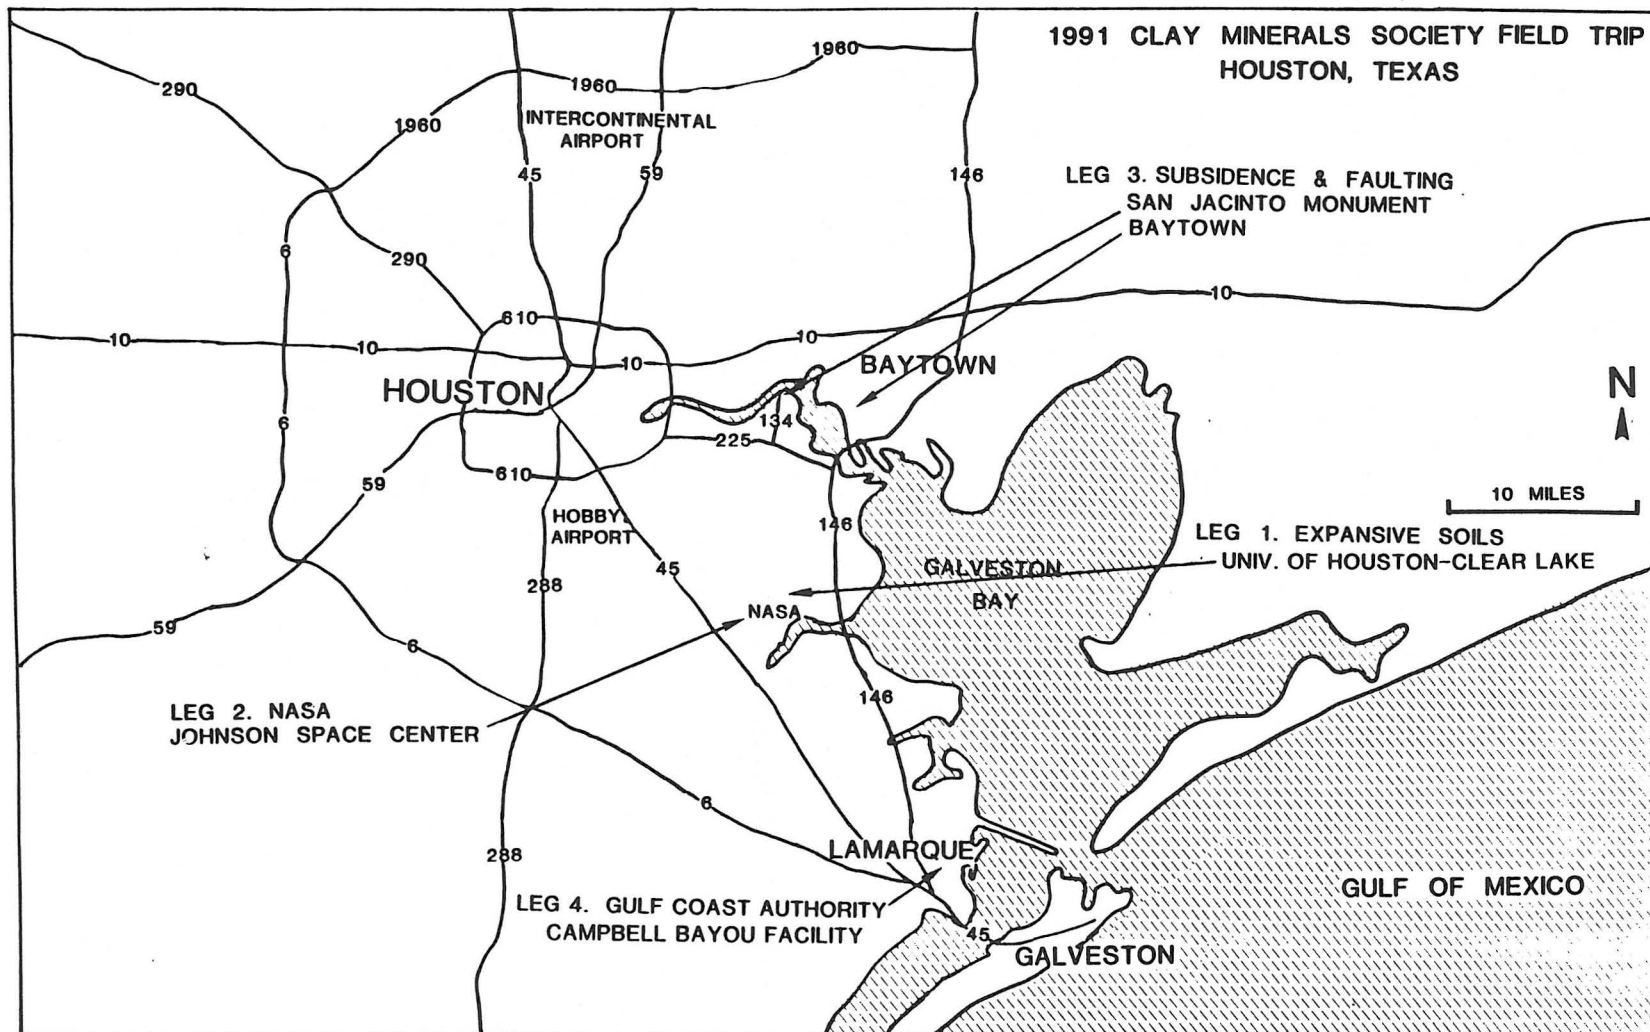 1991 CLAY MINERALS SOCIETY FIELD TRIP
HOUSTON, TEXAS
1960
290
1960
1960
INTERCONTINENTAL
AIRPORT
45
59
146
LEG 3. SUBSIDENCE & FAULTING
SAN JACINTO MONUMENT
BAYTOWN
6
290
10
610
10
10
10
10
BAYTOWN
HOUSTON
N
6
134
225
610
59
10 MILES
HOBBY
AIRPORT
146
LEG 1. EXPANSIVE SOILS
UNIV. OF HOUSTON-CLEAR LAKE
45
288
GALVESTON
BAY
NASA
59
6
146
LEG 2. NASA
JOHNSON SPACE CENTER
6
288
LAMARQUE
GULF OF MEXICO
LEG 4. GULF COAST AUTHORITY
CAMPBELL BAYOU FACILITY
45
GALVESTON